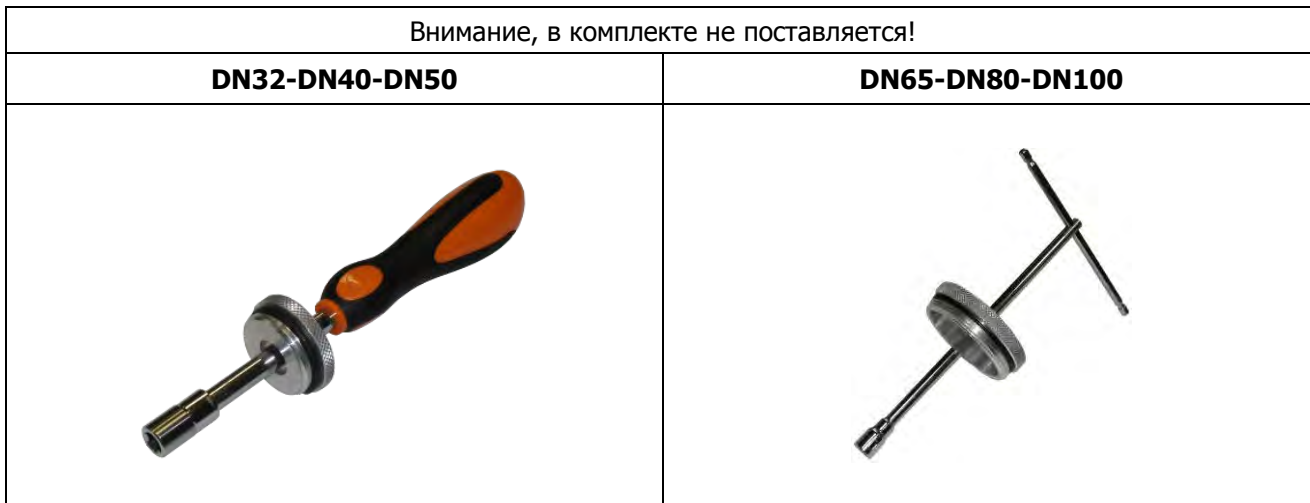 Внимание, в комплекте не поставляется!
DN32-DN40-DN50
DN65-DN80-DN100